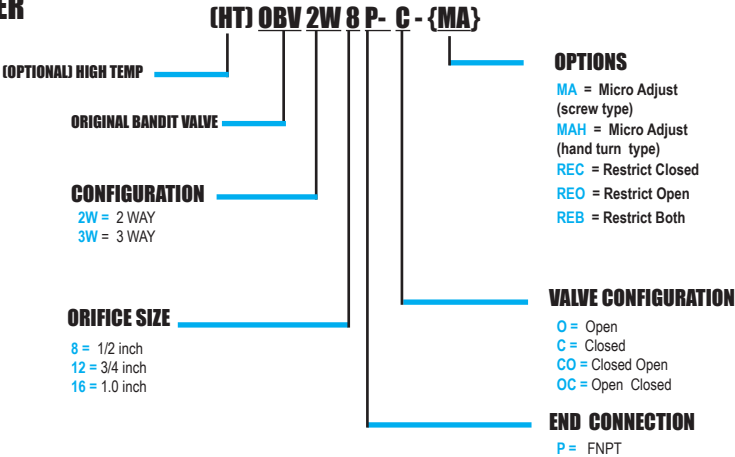 ER
(HT) OBV 2W 8 P- C - {MA}
(OPTIONAL) HIGH TEMP
ORIGINAL BANDIT VALVE
CONFIGURATION
2W = 2 WAY
3W = 3 WAY
ORIFICE SIZE
8 = 1/2 inch
12 = 3/4 inch
16 = 1.0 inch
OPTIONS
MA = Micro Adjust
(screw type)
MAH = Micro Adjust
(hand turn type)
REC = Restrict Closed
REO = Restrict Open
REB = Restrict Both
VALVE CONFIGURATION
O = Open
C = Closed
CO = Closed Open
OC = Open Closed
END CONNECTION
P = FNPT